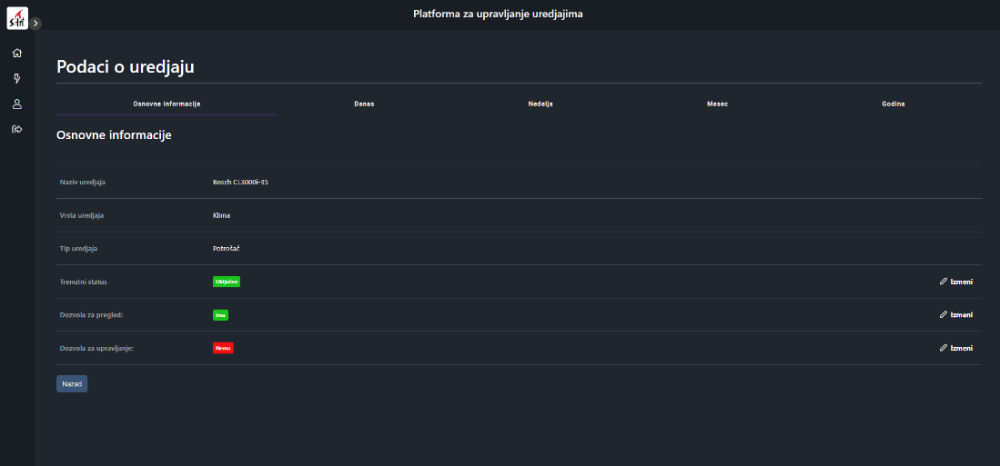 Platforma za upravljanje uredjajima
Podaci o uredjaju
Osnovne informacije Danas Nedelja Mesec Godina
Osnovne informacije
Naziv uredjaja Bosch CL3000i-35
Vrsta uredjaja Klima
Tip uredjaja Potrošač
Trenutni status Uključen Izmeni
Dozvola za pregled: Ima Izmeni
Dozvola za upravljanje: Nema Izmeni
Nazad